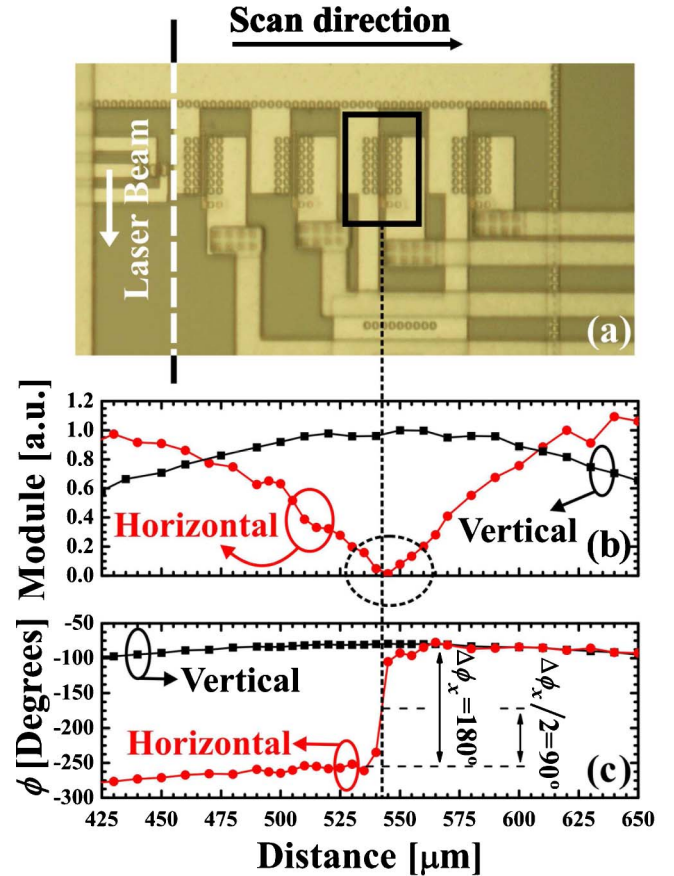 Scan direction
Laser Beam
(a)
Module [a.u.]
1.2
1.0
0.8
0.6
0.4
0.2
0.0
Horizontal
Vertical
(b)
ϕ [Degrees]
-50
-100
-150
-200
-250
-300
Vertical
Horizontal
Δϕx=180º
Δϕx/2=90º
(c)
425 450 475 500 525 550 575 600 625 650
Distance [μm]